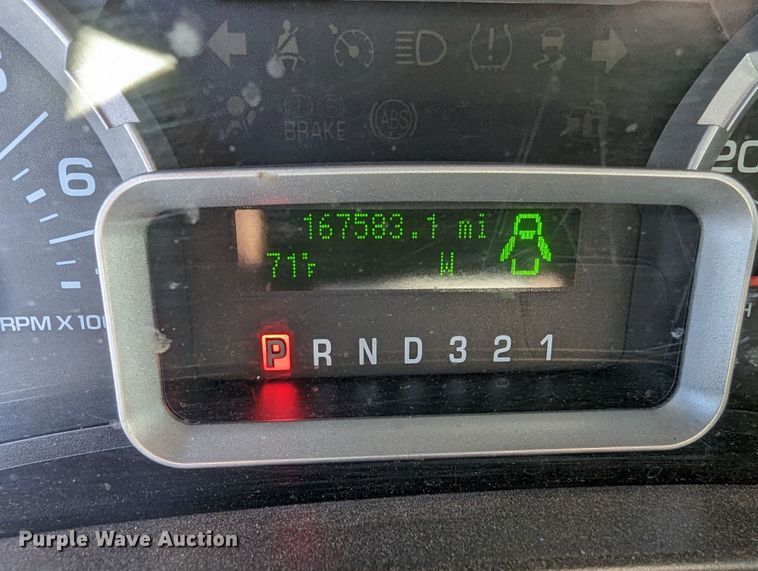 BRAKE
ABS
6
20
167583.1 mi
71°F
W
RPM X 100
P R N D 3 2 1
Purple Wave Auction